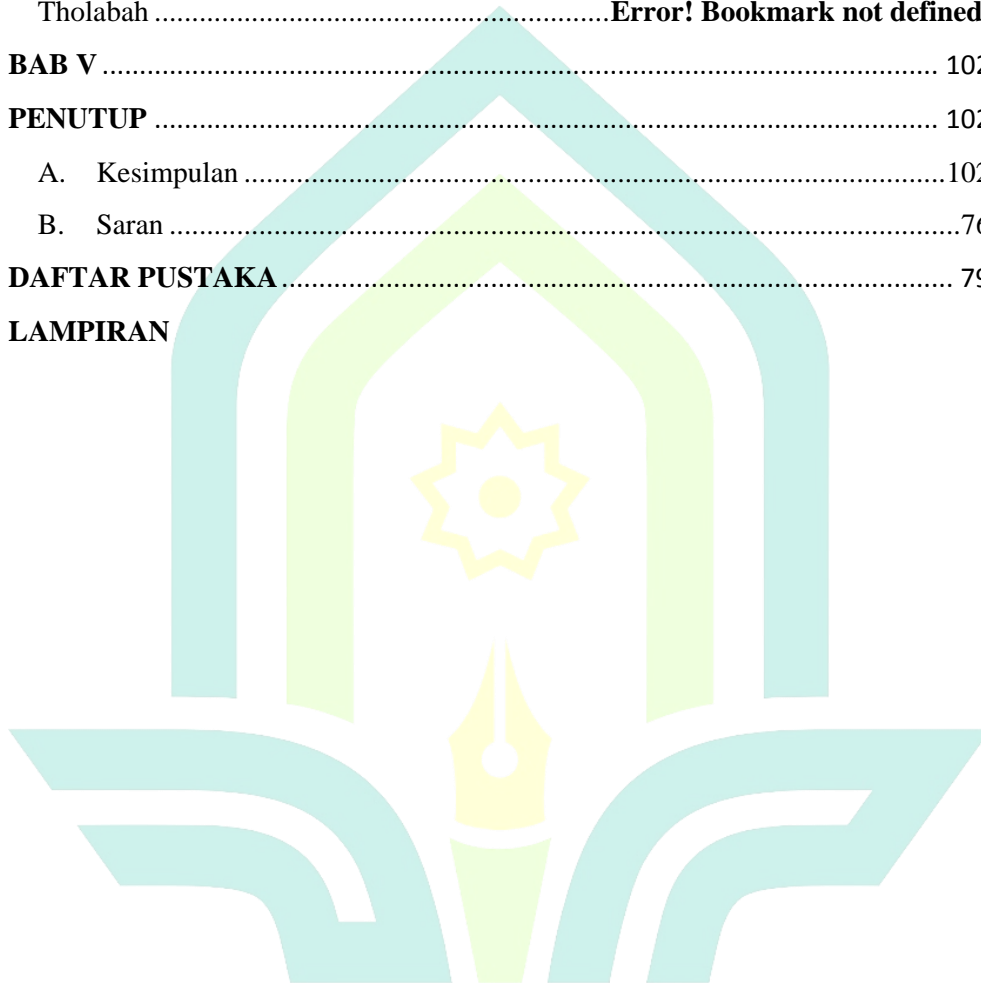 Tholabah ............................................................Error! Bookmark not defined
BAB V ................................................................................................................ 102
PENUTUP ......................................................................................................... 102
A. Kesimpulan ..............................................................................................102
B. Saran .........................................................................................................76
DAFTAR PUSTAKA .......................................................................................... 79
LAMPIRAN